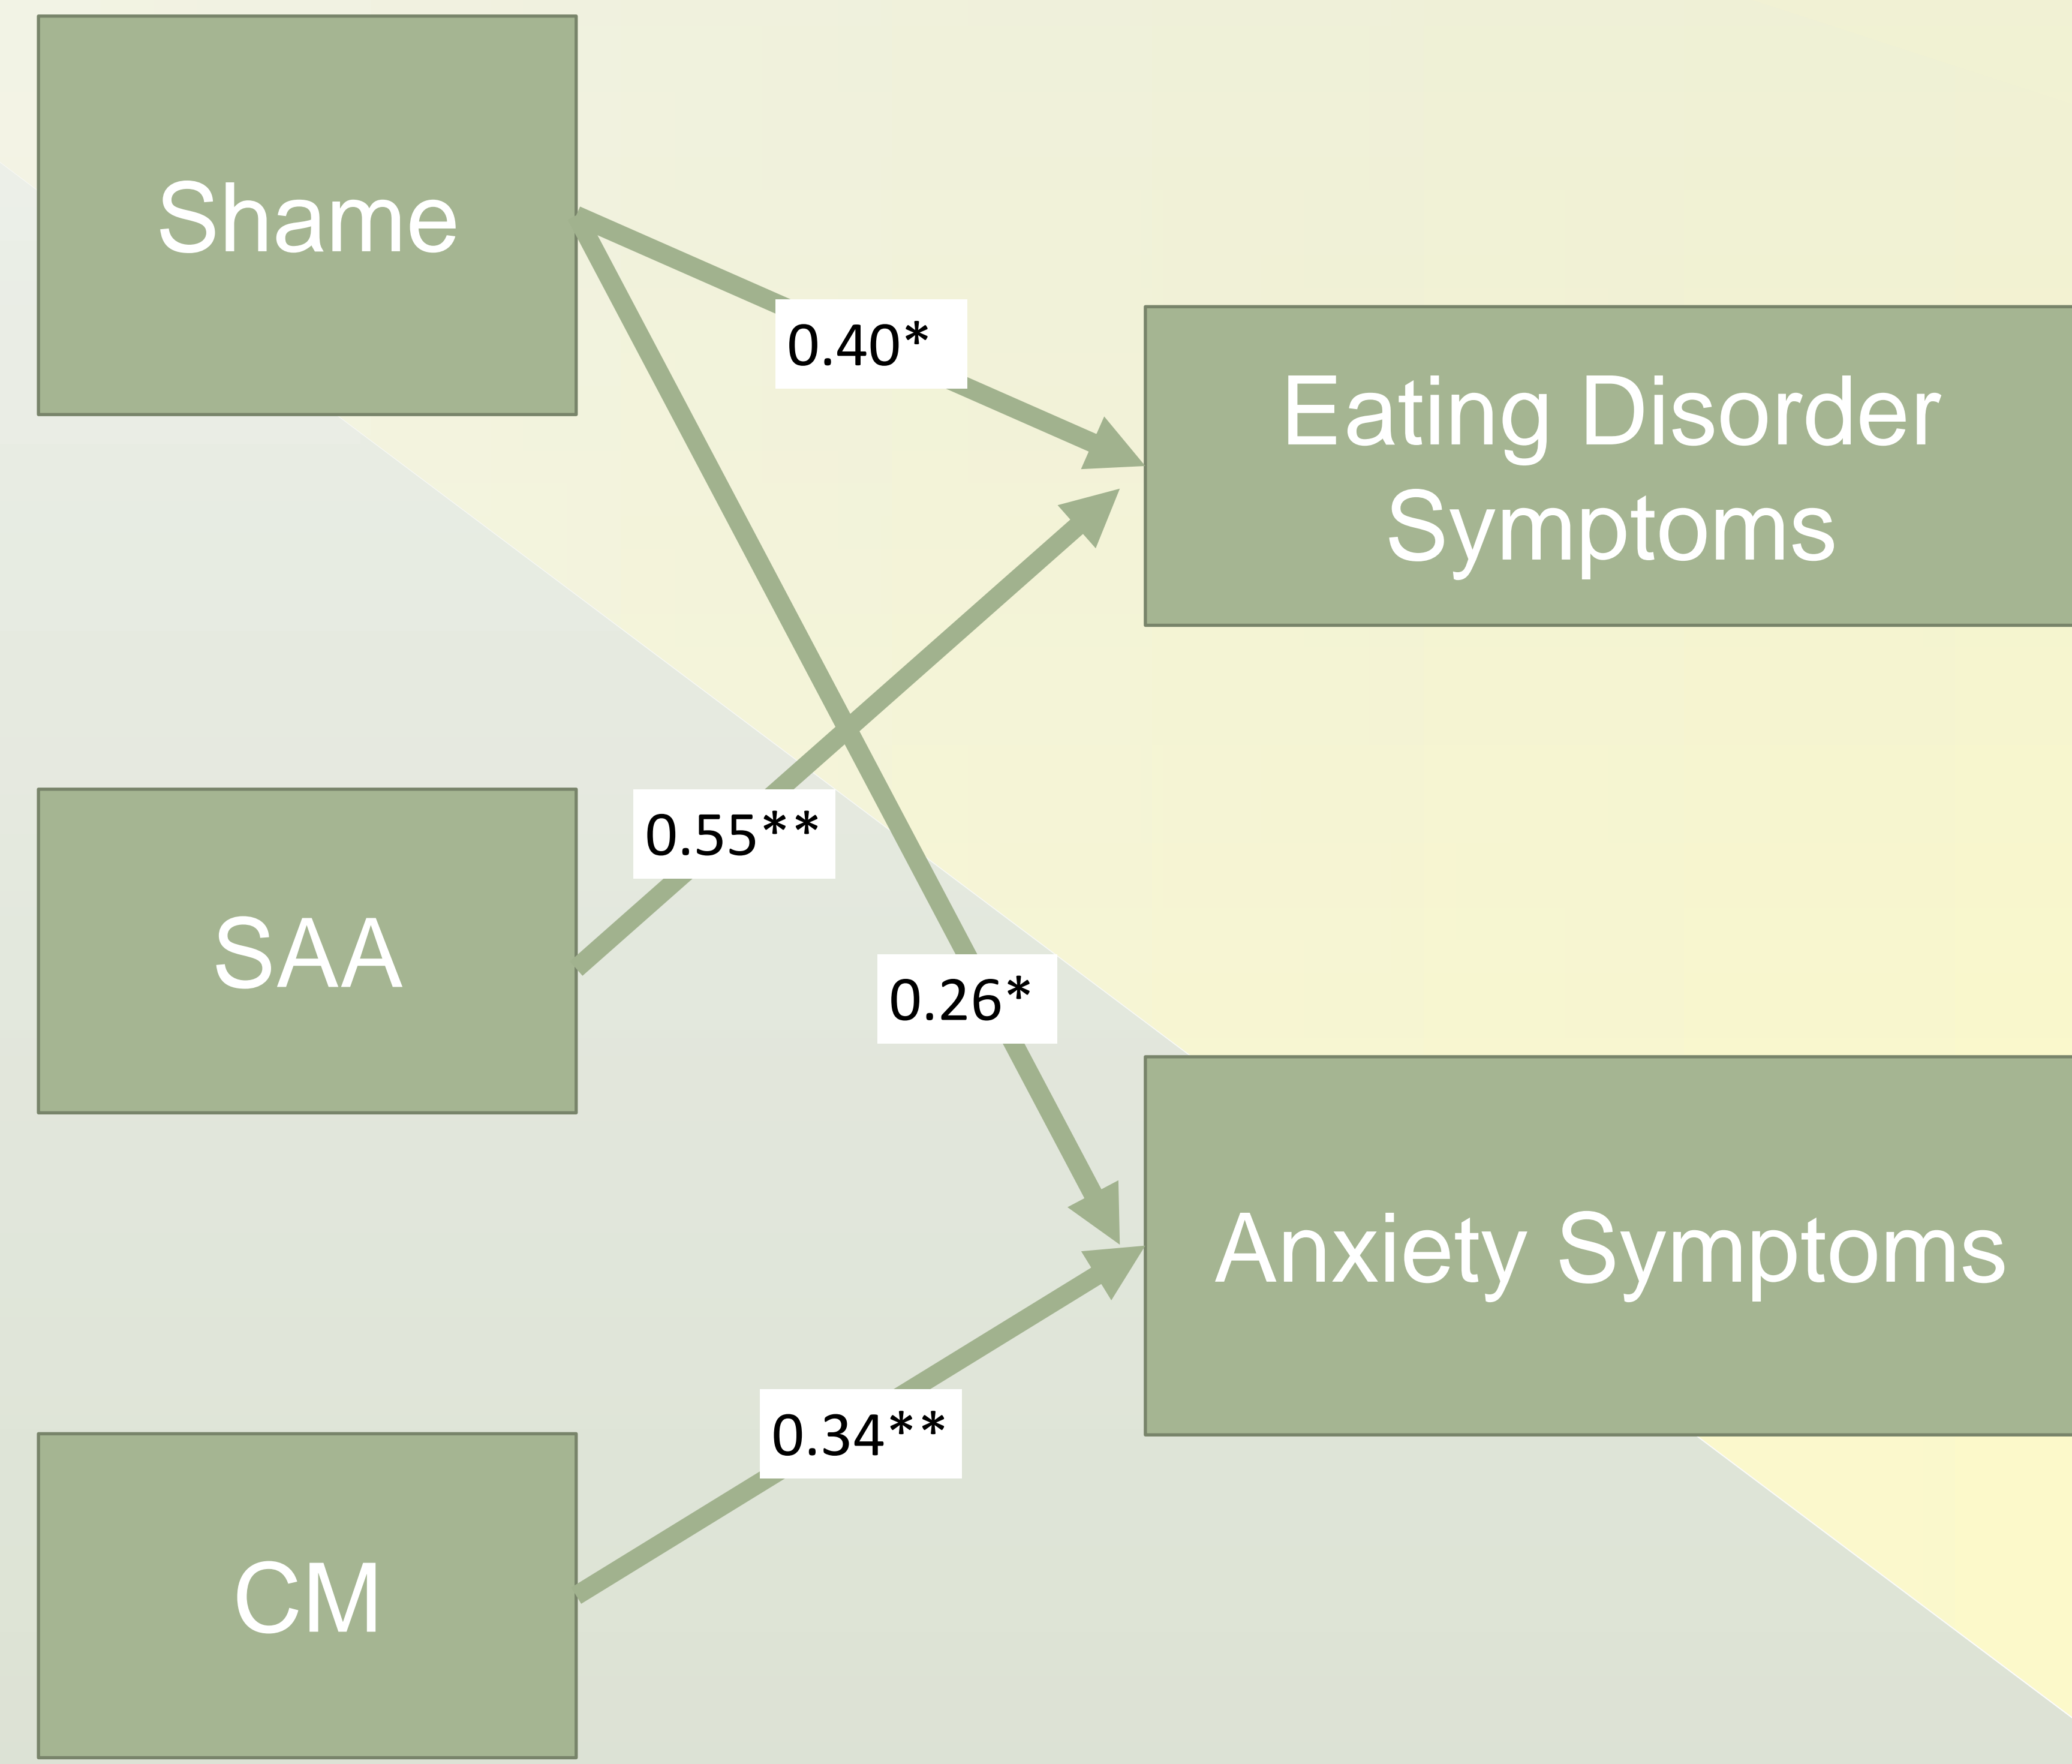 Shame
0.40*
Eating Disorder
Symptoms
0.55**
SAA
0.26*
Anxiety Symptoms
0.34**
CM